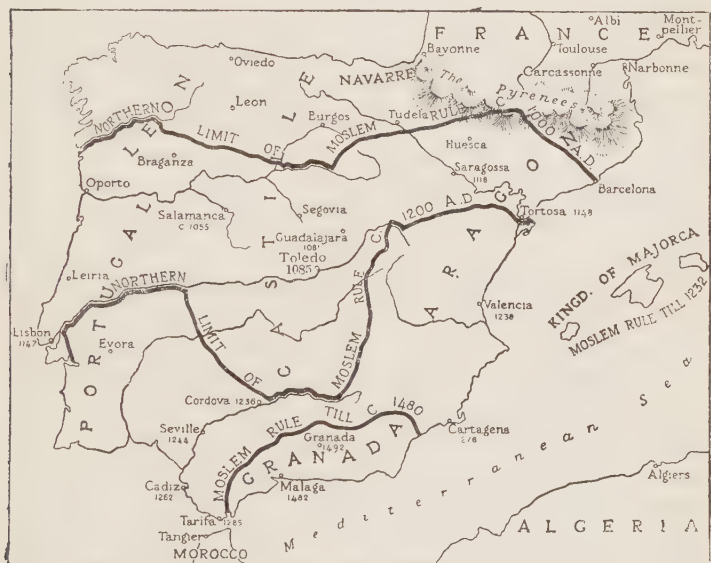 FRANCE
Albi
Montpellier
Toulouse
Bayonne
Carcassonne
Narbonne
The Pyrenees
Oviedo
NAVARRE
Leon
LEON
Burgos
Tudela
Huesca
NORTHERN LIMIT OF MOSLEM RULE C. 1000 A.D.
Braganza
Saragossa
1118
Barcelona
Oporto
Salamanca
C 1055
Segovia
CASTILE
ARAGON
Tortosa 1148
Guadalajara
Toledo
1085
PORTUGAL
Leiria
NORTHERN LIMIT OF MOSLEM RULE C. 1200 A.D.
KINGD. OF MAJORCA
MOSLEM RULE TILL 1232
Valencia
1238
Lisbon
1147
Evora
Cordova 1236
MOSLEM RULE TILL C 1480
Seville
1244
Granada
1492
GRANADA
Cartagena
Cadiz
1262
Malaga
1482
Mediterranean Sea
Algiers
Tarifa 1285
Tangier
MOROCCO
ALGERIA